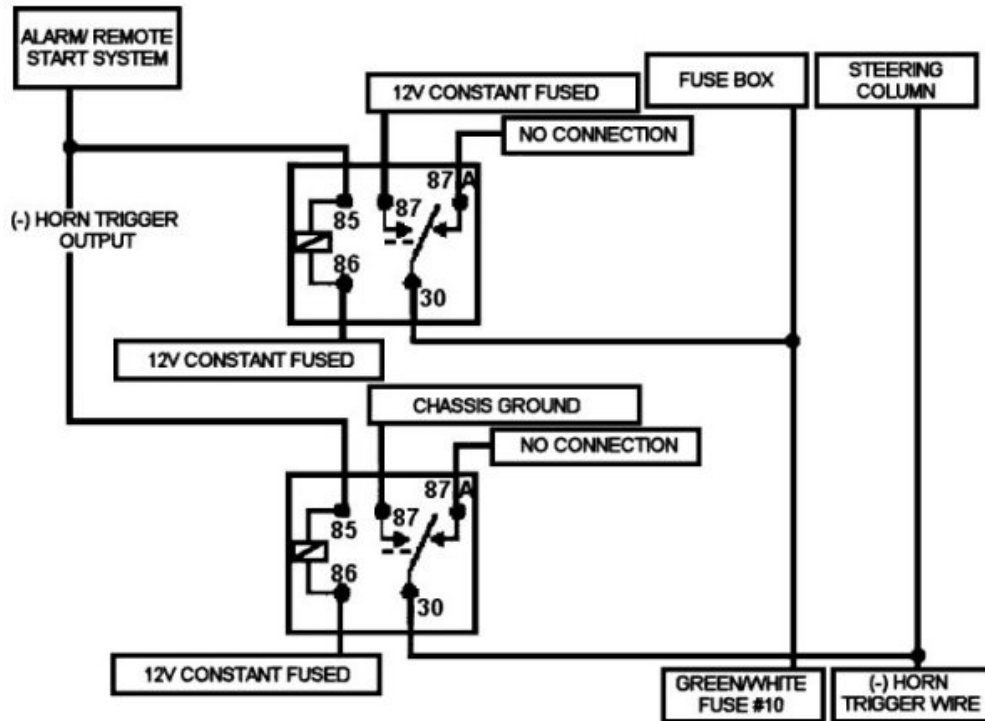 ALARM/ REMOTE
START SYSTEM
FUSE BOX
STEERING
COLUMN
12V CONSTANT FUSED
NO CONNECTION
87 A
85
87
(-) HORN TRIGGER
OUTPUT
86
30
12V CONSTANT FUSED
CHASSIS GROUND
NO CONNECTION
87 A
85
87
86
30
12V CONSTANT FUSED
GREEN/WHITE
FUSE #10
(-) HORN
TRIGGER WIRE